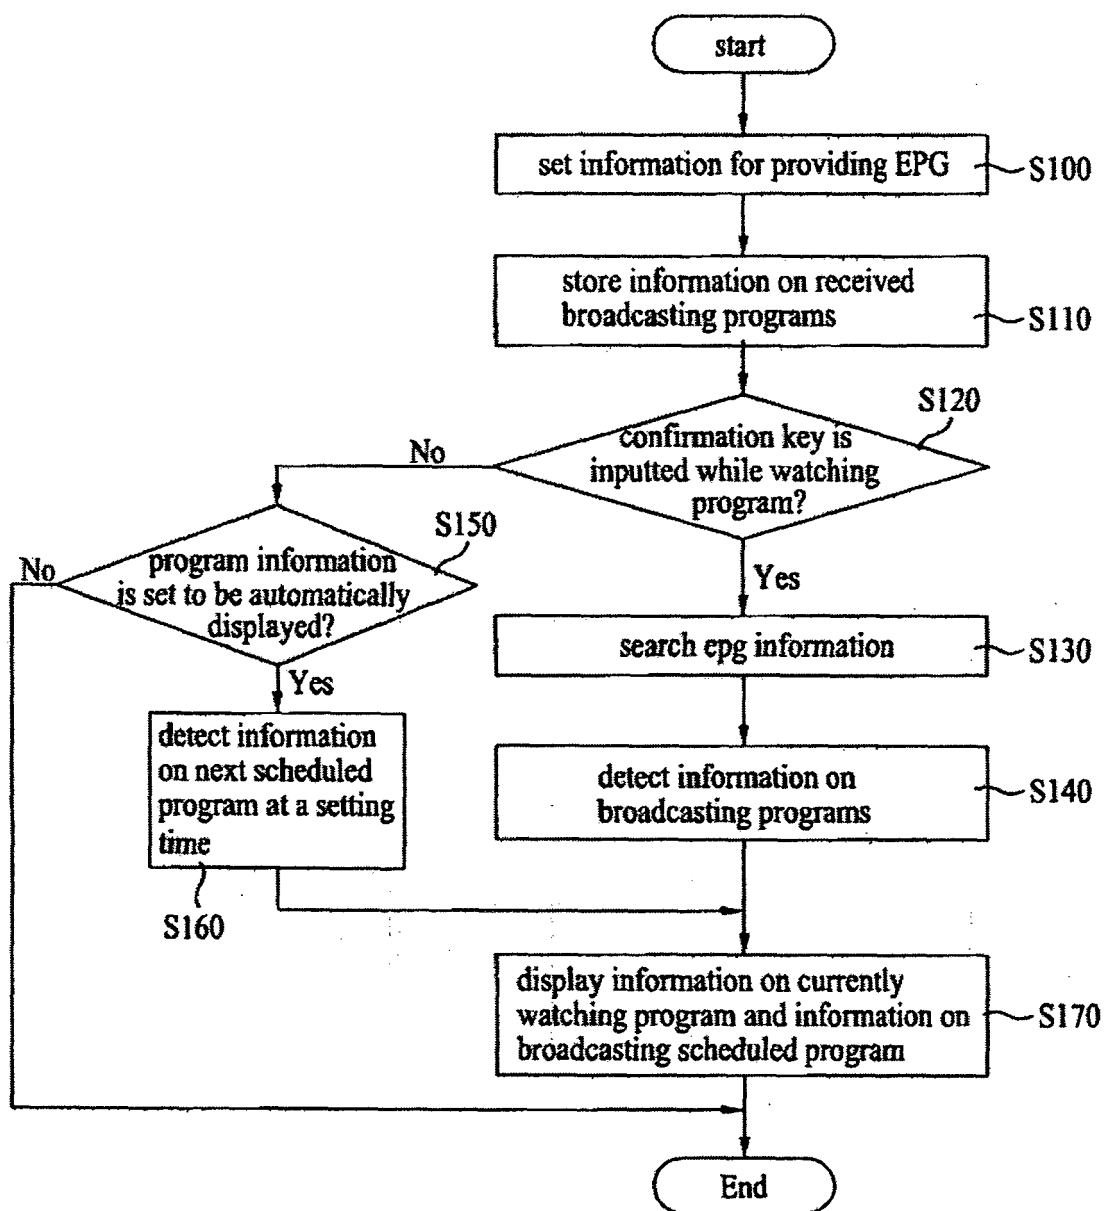 start
set information for providing EPG
S100
store information on received
broadcasting programs
S110
S120
confirmation key is
inputted while watching
program?
No
Yes
S150
program information
is set to be automatically
displayed?
No
Yes
search epg information
S130
detect information
on next scheduled
program at a setting
time
S160
detect information on
broadcasting programs
S140
display information on currently
watching program and information on
broadcasting scheduled program
S170
End